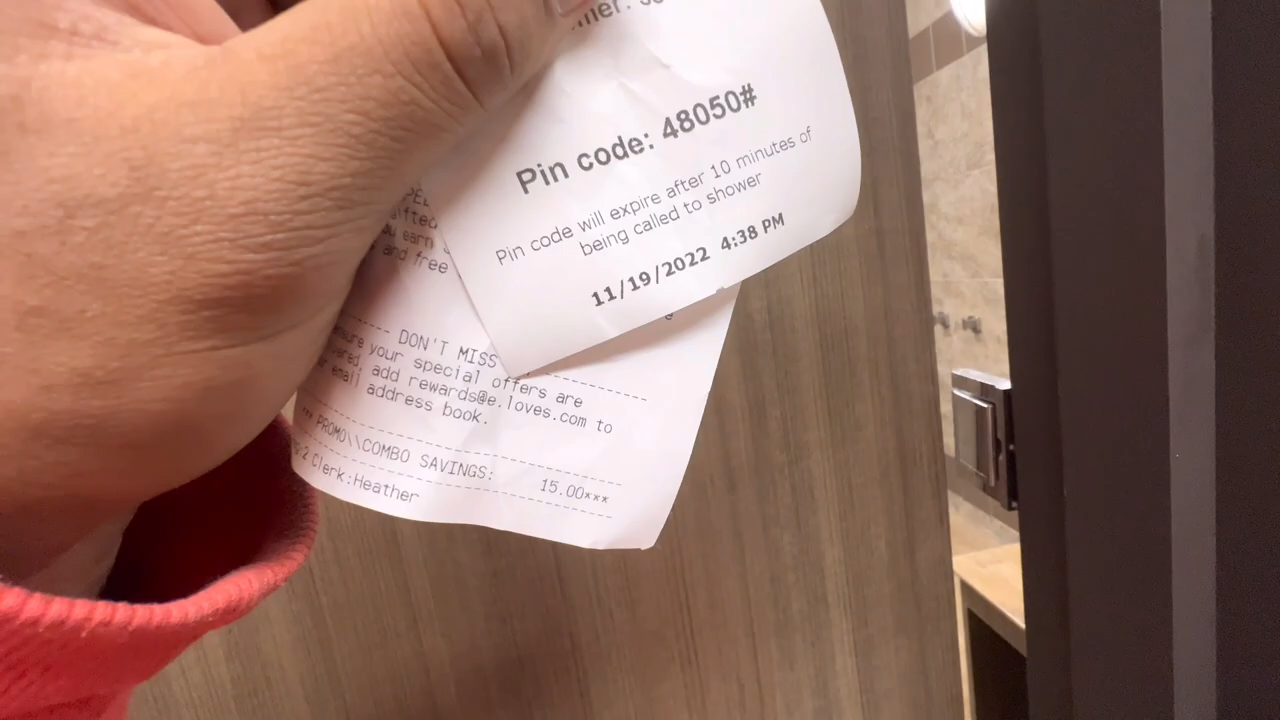 Pin code: 48050#
Pin code will expire after 10 minutes of
being called to shower
11/19/2022 4:38 PM
and free
DON'T MISS
your special offers are
add rewards@e.loves.com to
email address book.
PROMO\\COMBO SAVINGS: 15.00***
Clerk:Heather